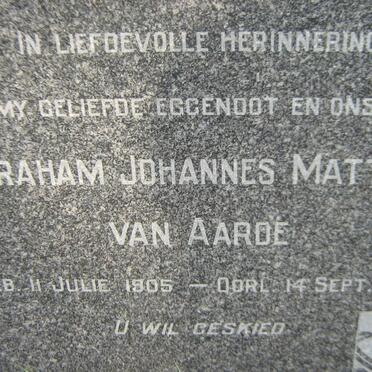 IN LIEFDEVOLLE HERINNERING
MY GELIEFDE EGGENOOT EN ONS
RAHAM JOHANNES MATT
VAN AARDE
B. 11 JULIE 1905 — OORL. 14 SEPT.
U WIL GESKIED